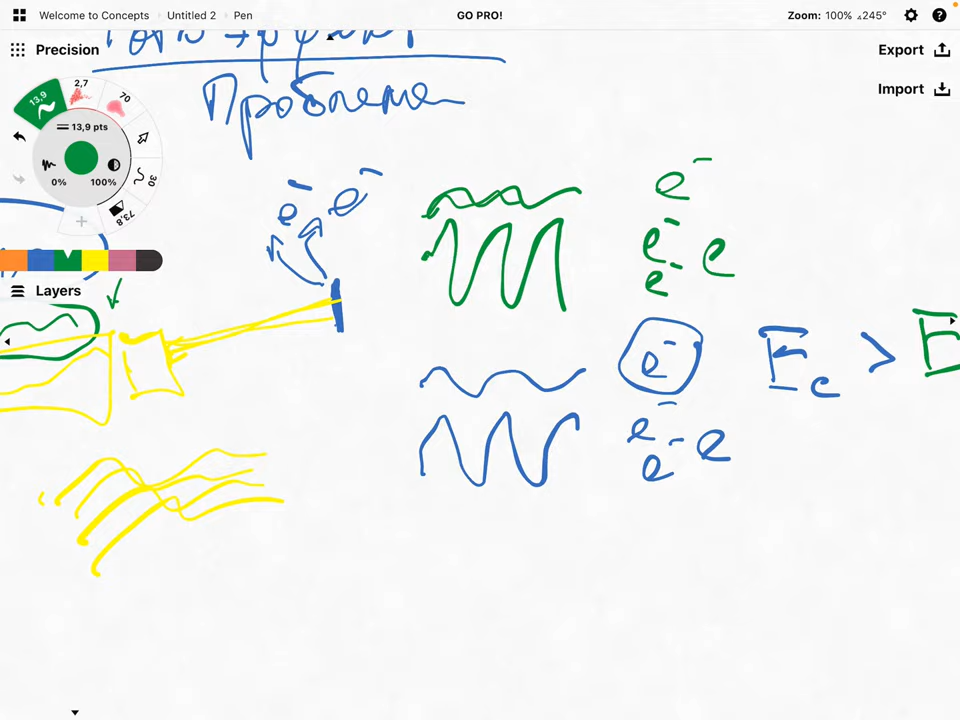 Welcome to Concepts > Untitled 2 > Pen
GO PRO!
Zoom: 100% ⊿245°
Precision
Export
Import
Проблема
13,9
2,7
70
30
73,8
13,9 pts
0%
100%
Layers
e⁻ e⁻
e⁻
e⁻ e⁻ e
e⁻
E c > E
e⁻ e⁻ e